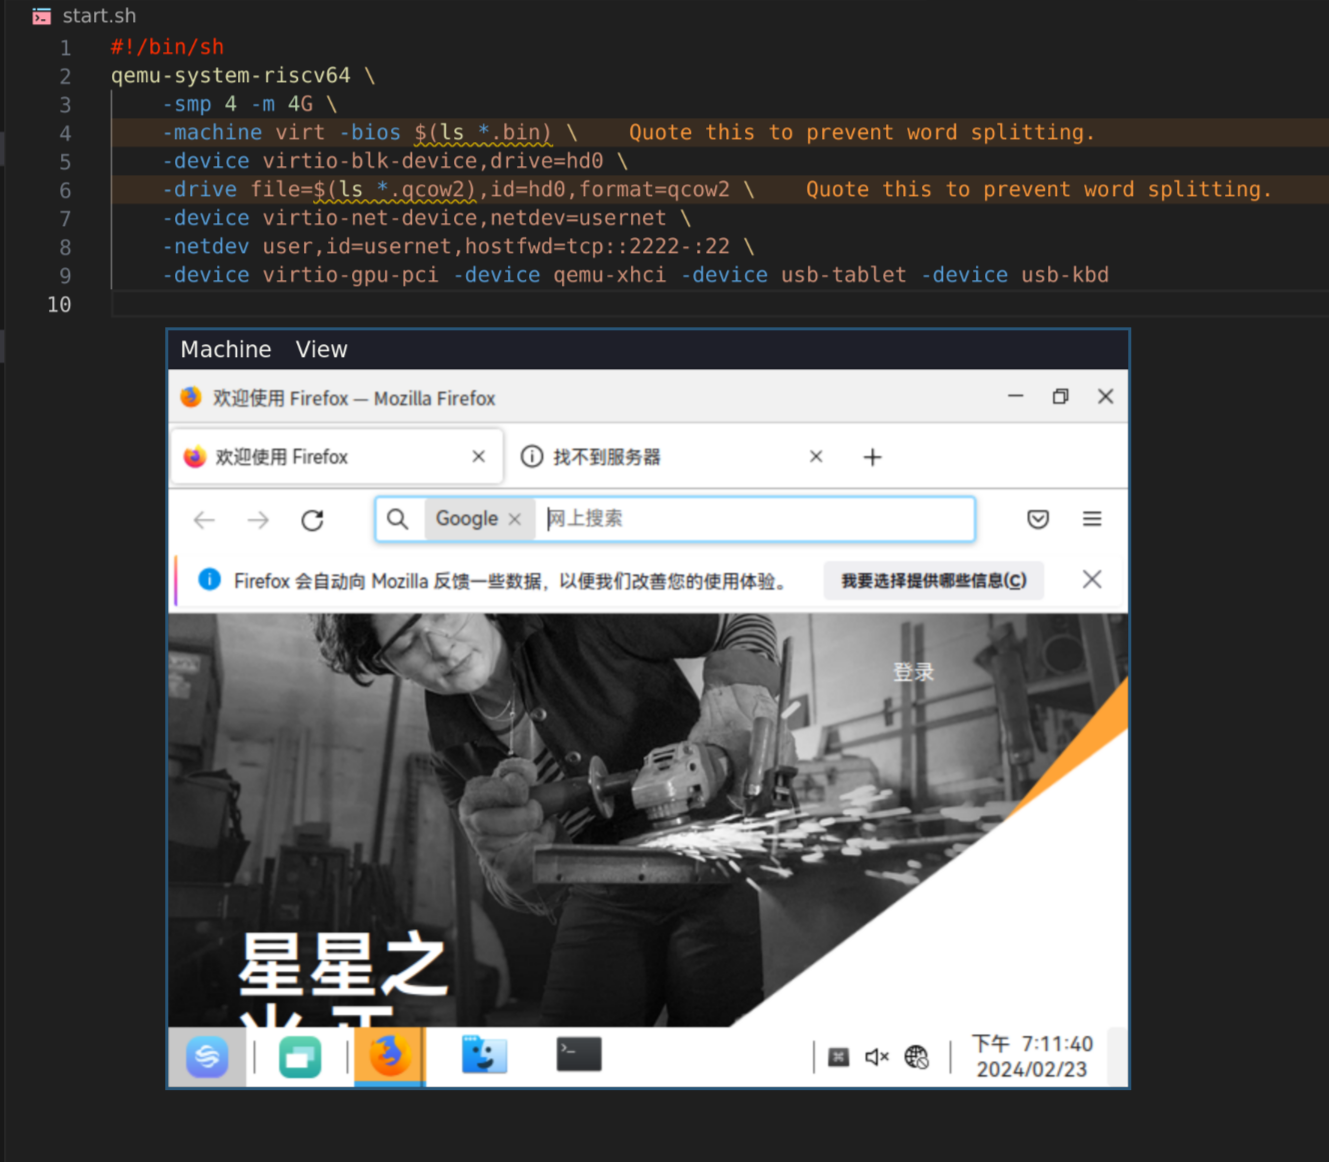 start.sh
1 #!/bin/sh
2 qemu-system-riscv64 \
3 -smp 4 -m 4G \
4 -machine virt -bios $(ls *.bin) \ Quote this to prevent word splitting.
5 -device virtio-blk-device,drive=hd0 \
6 -drive file=$(ls *.qcow2),id=hd0,format=qcow2 \ Quote this to prevent word splitting.
7 -device virtio-net-device,netdev=usernet \
8 -netdev user,id=usernet,hostfwd=tcp::2222-:22 \
9 -device virtio-gpu-pci -device qemu-xhci -device usb-tablet -device usb-kbd
10
Machine View
欢迎使用 Firefox — Mozilla Firefox
欢迎使用 Firefox 找不到服务器
Google 网上搜索
Firefox 会自动向 Mozilla 反馈一些数据，以便我们改善您的使用体验。 我要选择提供哪些信息(C)
登录
星星之
下午 7:11:40
2024/02/23